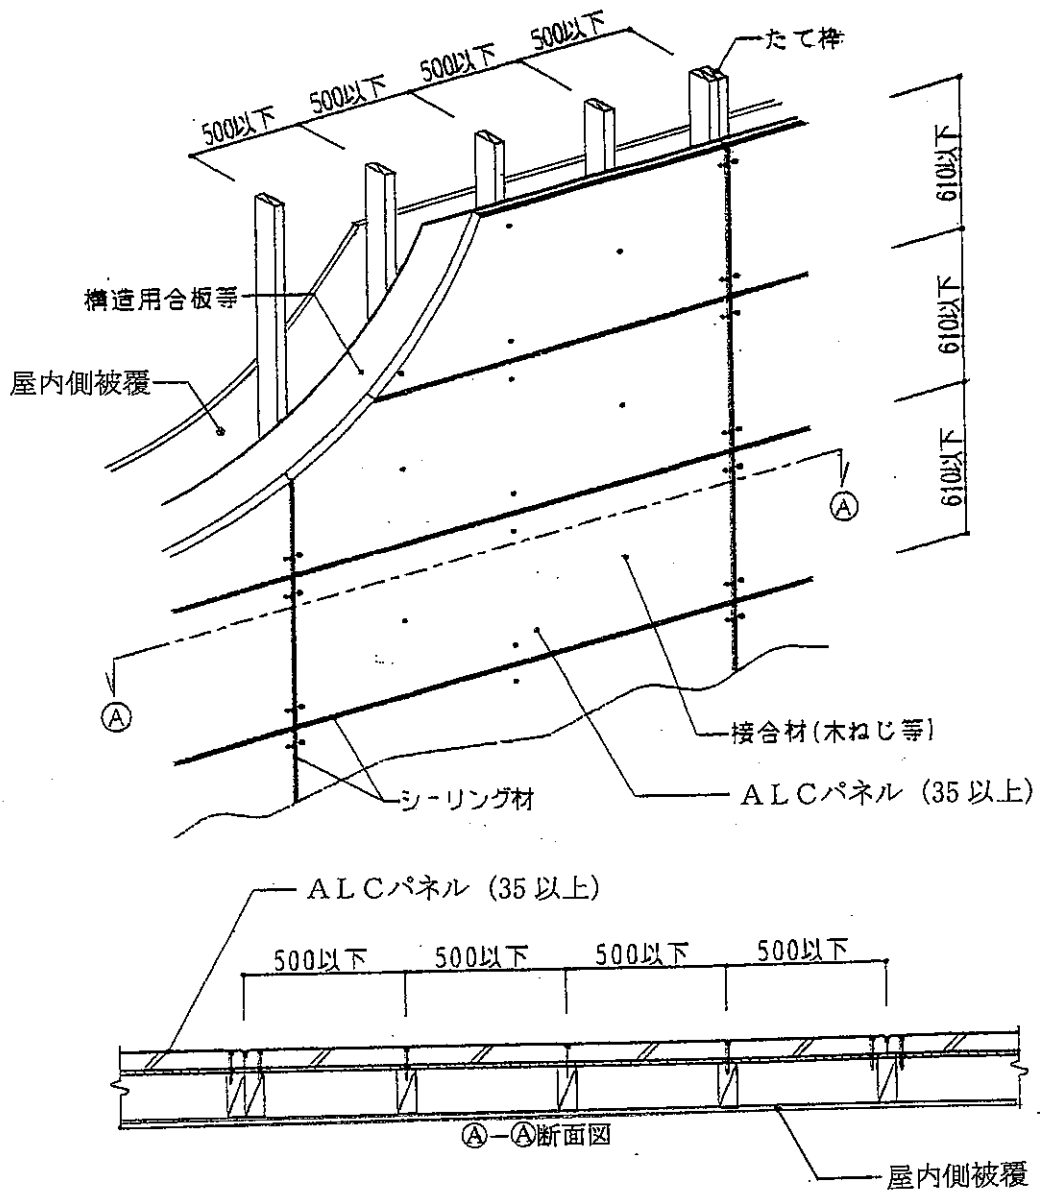 500以下
500以下
500以下
500以下
たて枠
610以下
610以下
610以下
構造用合板等
屋内側被覆
Ⓐ
Ⓐ
接合材(木ねじ等)
シーリング材
ALCパネル (35以上)
ALCパネル (35以上)
500以下
500以下
500以下
500以下
Ⓐ-Ⓐ断面図
屋内側被覆